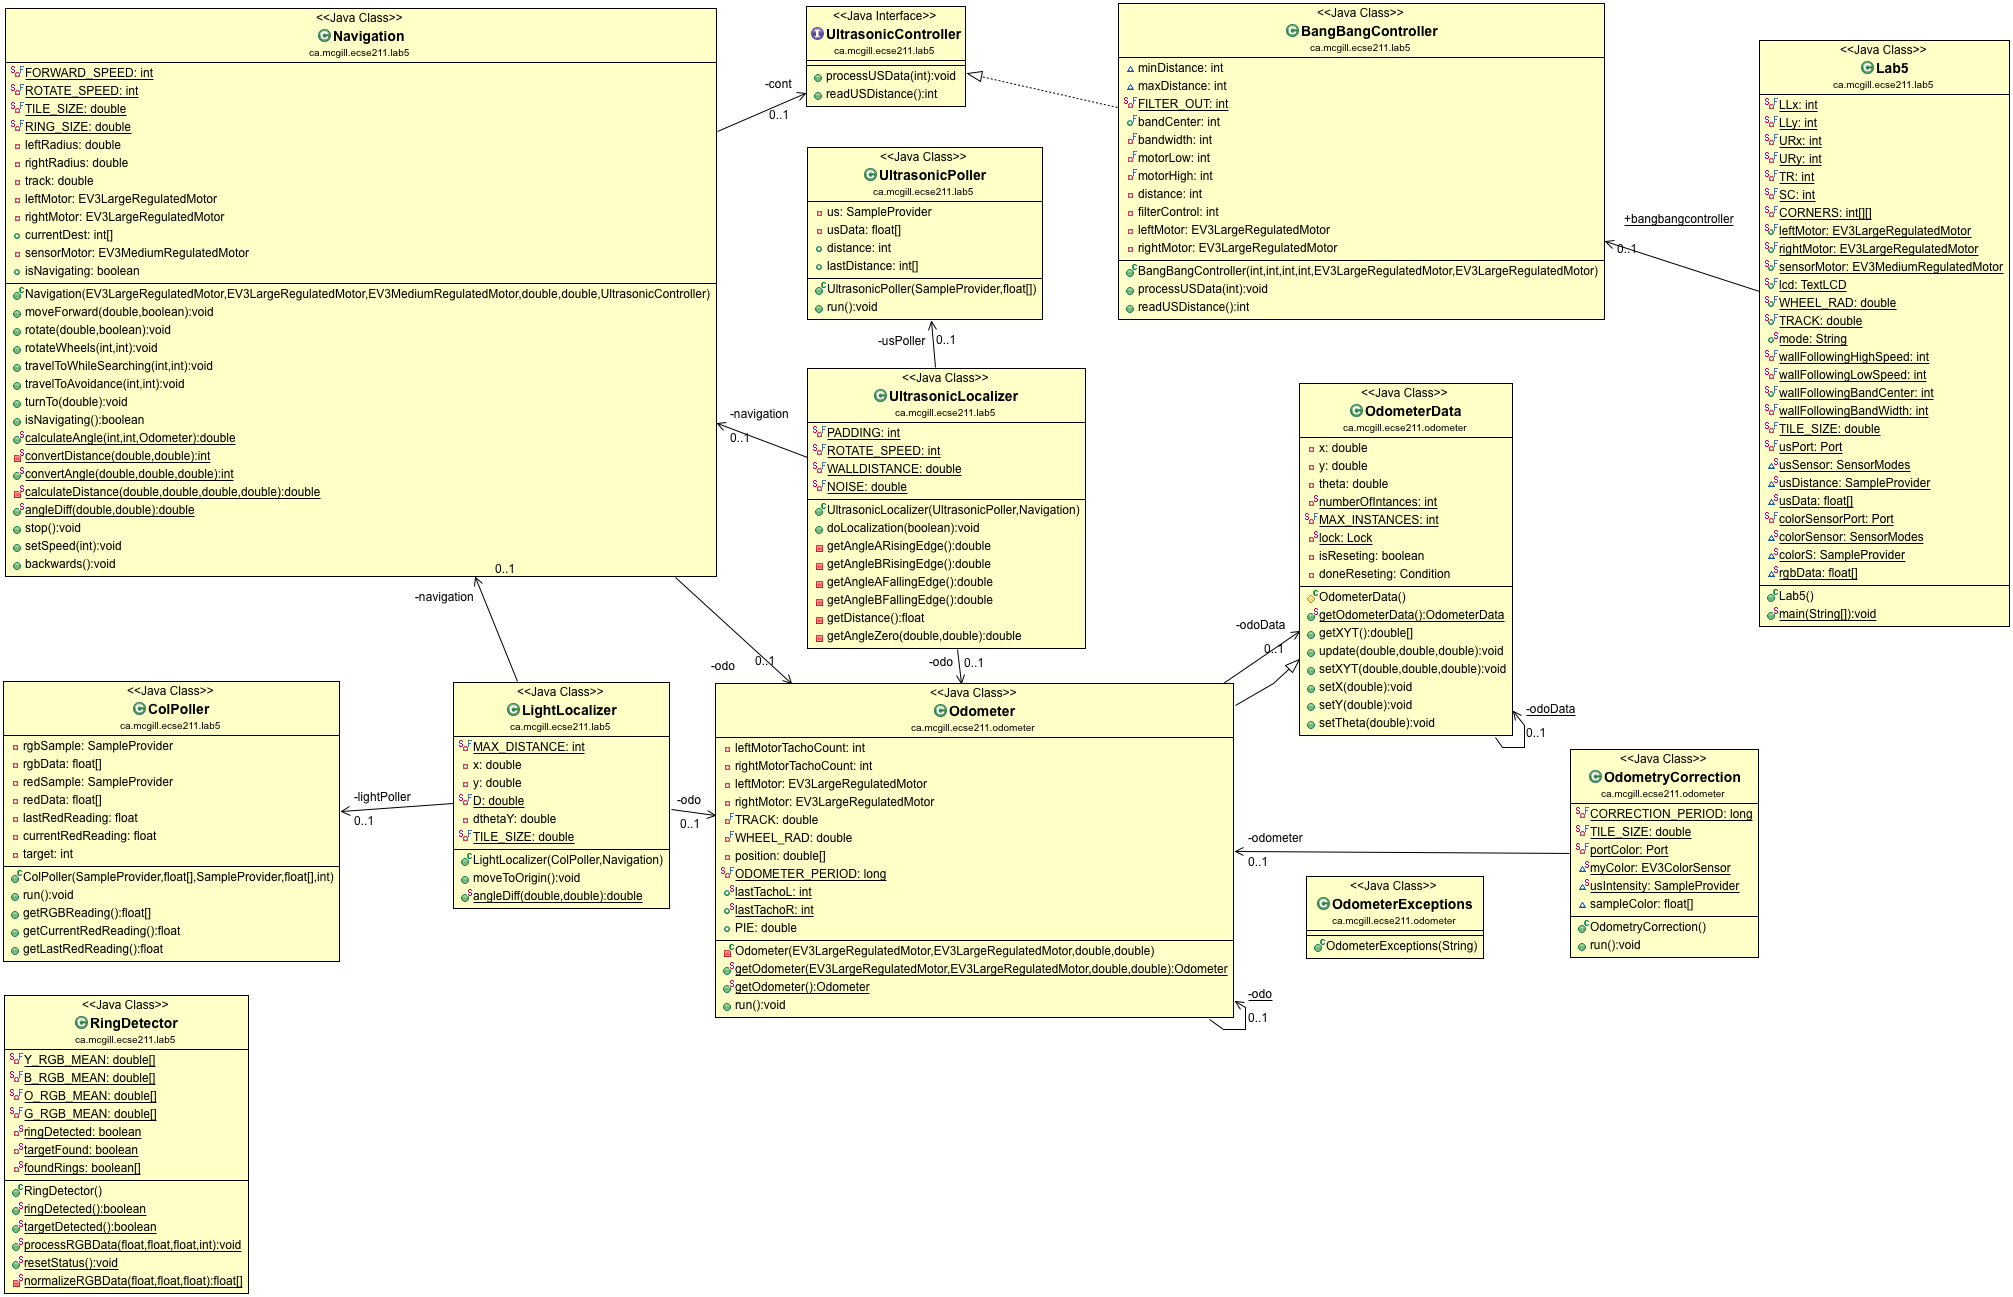 <<Java Class>>
Navigation
ca.mcgill.ecse211.lab5
FORWARD_SPEED: int
ROTATE_SPEED: int
TILE_SIZE: double
RING_SIZE: double
leftRadius: double
rightRadius: double
track: double
leftMotor: EV3LargeRegulatedMotor
rightMotor: EV3LargeRegulatedMotor
currentDest: int[]
sensorMotor: EV3MediumRegulatedMotor
isNavigating: boolean
Navigation(EV3LargeRegulatedMotor,EV3LargeRegulatedMotor,EV3MediumRegulatedMotor,double,double,UltrasonicController)
moveForward(double,boolean):void
rotate(double,boolean):void
rotateWheels(int,int):void
travelToWhileSearching(int,int):void
travelToAvoidance(int,int):void
turnTo(double):void
isNavigating():boolean
calculateAngle(int,int,Odometer):double
convertDistance(double,double):int
convertAngle(double,double,double):int
calculateDistance(double,double,double,double):double
angleDiff(double,double):double
stop():void
setSpeed(int):void
backwards():void
-cont
0..1
<<Java Interface>>
UltrasonicController
ca.mcgill.ecse211.lab5
processUSData(int):void
readUSDistance():int
<<Java Class>>
UltrasonicPoller
ca.mcgill.ecse211.lab5
us: SampleProvider
usData: float[]
distance: int
lastDistance: int[]
UltrasonicPoller(SampleProvider,float[])
run():void
-usPoller
0..1
<<Java Class>>
UltrasonicLocalizer
ca.mcgill.ecse211.lab5
PADDING: int
ROTATE_SPEED: int
WALLDISTANCE: double
NOISE: double
UltrasonicLocalizer(UltrasonicPoller,Navigation)
doLocalization(boolean):void
getAngleARisingEdge():double
getAngleBRisingEdge():double
getAngleAFallingEdge():double
getAngleBFallingEdge():double
getDistance():float
getAngleZero(double,double):double
-navigation
0..1
-odo
0..1
<<Java Class>>
BangBangController
ca.mcgill.ecse211.lab5
minDistance: int
maxDistance: int
FILTER_OUT: int
bandCenter: int
bandwidth: int
motorLow: int
motorHigh: int
distance: int
filterControl: int
leftMotor: EV3LargeRegulatedMotor
rightMotor: EV3LargeRegulatedMotor
BangBangController(int,int,int,int,EV3LargeRegulatedMotor,EV3LargeRegulatedMotor)
processUSData(int):void
readUSDistance():int
+bangbangcontroller
0..1
<<Java Class>>
Lab5
ca.mcgill.ecse211.lab5
LLx: int
LLy: int
URx: int
URy: int
TR: int
SC: int
CORNERS: int[][]
leftMotor: EV3LargeRegulatedMotor
rightMotor: EV3LargeRegulatedMotor
sensorMotor: EV3MediumRegulatedMotor
lcd: TextLCD
WHEEL_RAD: double
TRACK: double
mode: String
wallFollowingHighSpeed: int
wallFollowingLowSpeed: int
wallFollowingBandCenter: int
wallFollowingBandWidth: int
TILE_SIZE: double
usPort: Port
usSensor: SensorModes
usDistance: SampleProvider
usData: float[]
colorSensorPort: Port
colorSensor: SensorModes
colorS: SampleProvider
rgbData: float[]
Lab5()
main(String[]):void
<<Java Class>>
OdometerData
ca.mcgill.ecse211.odometer
x: double
y: double
theta: double
numberOfIntances: int
MAX_INSTANCES: int
lock: Lock
isReseting: boolean
doneReseting: Condition
OdometerData()
getOdometerData():OdometerData
getXYT():double[]
update(double,double,double):void
setXYT(double,double,double):void
setX(double):void
setY(double):void
setTheta(double):void
-odoData
0..1
-odoData
0..1
-navigation
0..1
-odo
0..1
<<Java Class>>
ColPoller
ca.mcgill.ecse211.lab5
rgbSample: SampleProvider
rgbData: float[]
redSample: SampleProvider
redData: float[]
lastRedReading: float
currentRedReading: float
target: int
ColPoller(SampleProvider,float[],SampleProvider,float[],int)
run():void
getRGBReading():float[]
getCurrentRedReading():float
getLastRedReading():float
-lightPoller
0..1
<<Java Class>>
LightLocalizer
ca.mcgill.ecse211.lab5
MAX_DISTANCE: int
x: double
y: double
D: double
dthetaY: double
TILE_SIZE: double
LightLocalizer(ColPoller,Navigation)
moveToOrigin():void
angleDiff(double,double):double
-odo
0..1
<<Java Class>>
Odometer
ca.mcgill.ecse211.odometer
leftMotorTachoCount: int
rightMotorTachoCount: int
leftMotor: EV3LargeRegulatedMotor
rightMotor: EV3LargeRegulatedMotor
TRACK: double
WHEEL_RAD: double
position: double[]
ODOMETER_PERIOD: long
lastTachoL: int
lastTachoR: int
PIE: double
Odometer(EV3LargeRegulatedMotor,EV3LargeRegulatedMotor,double,double)
getOdometer(EV3LargeRegulatedMotor,EV3LargeRegulatedMotor,double,double):Odometer
getOdometer():Odometer
run():void
-odo
0..1
-odometer
0..1
<<Java Class>>
OdometerExceptions
ca.mcgill.ecse211.odometer
OdometerExceptions(String)
<<Java Class>>
OdometryCorrection
ca.mcgill.ecse211.odometer
CORRECTION_PERIOD: long
TILE_SIZE: double
portColor: Port
myColor: EV3ColorSensor
usIntensity: SampleProvider
sampleColor: float[]
OdometryCorrection()
run():void
<<Java Class>>
RingDetector
ca.mcgill.ecse211.lab5
Y_RGB_MEAN: double[]
B_RGB_MEAN: double[]
O_RGB_MEAN: double[]
G_RGB_MEAN: double[]
ringDetected: boolean
targetFound: boolean
foundRings: boolean[]
RingDetector()
ringDetected():boolean
targetDetected():boolean
processRGBData(float,float,float,int):void
resetStatus():void
normalizeRGBData(float,float,float):float[]